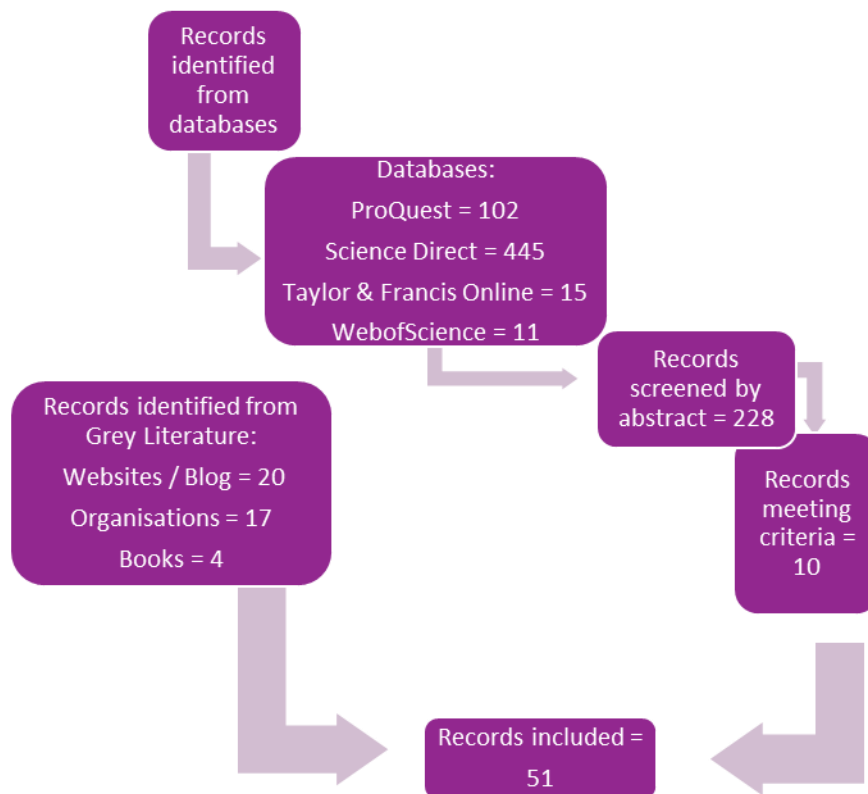 Records
identified
from
databases
Databases:
ProQuest = 102
Science Direct = 445
Taylor & Francis Online = 15
WebofScience = 11
Records
screened by
abstract = 228
Records
meeting
criteria =
10
Records identified from
Grey Literature:
Websites / Blog = 20
Organisations = 17
Books = 4
Records included =
51